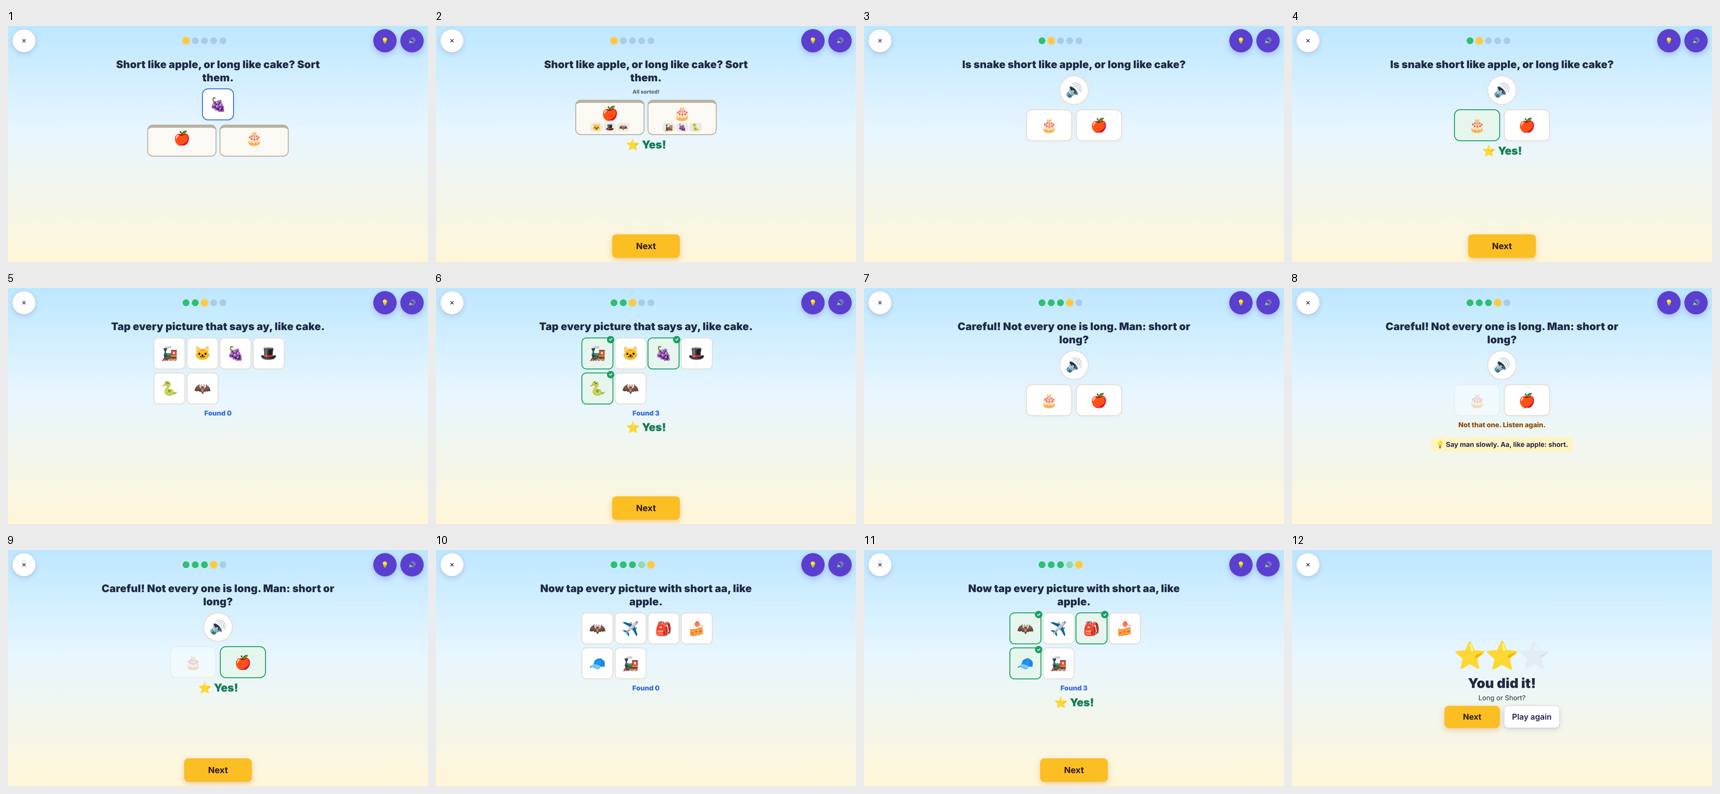 1
Short like apple, or long like cake? Sort
them.
2
Short like apple, or long like cake? Sort
them.
All sorted!
Yes!
Next
3
Is snake short like apple, or long like cake?
4
Is snake short like apple, or long like cake?
Yes!
Next
5
Tap every picture that says ay, like cake.
Found 0
6
Tap every picture that says ay, like cake.
Found 3
Yes!
Next
7
Careful! Not every one is long. Man: short or
long?
8
Careful! Not every one is long. Man: short or
long?
Not that one. Listen again.
Say man slowly. Aa, like apple: short.
9
Careful! Not every one is long. Man: short or
long?
Yes!
Next
10
Now tap every picture with short aa, like
apple.
Found 0
11
Now tap every picture with short aa, like
apple.
Found 3
Yes!
Next
12
You did it!
Long or Short?
Next
Play again